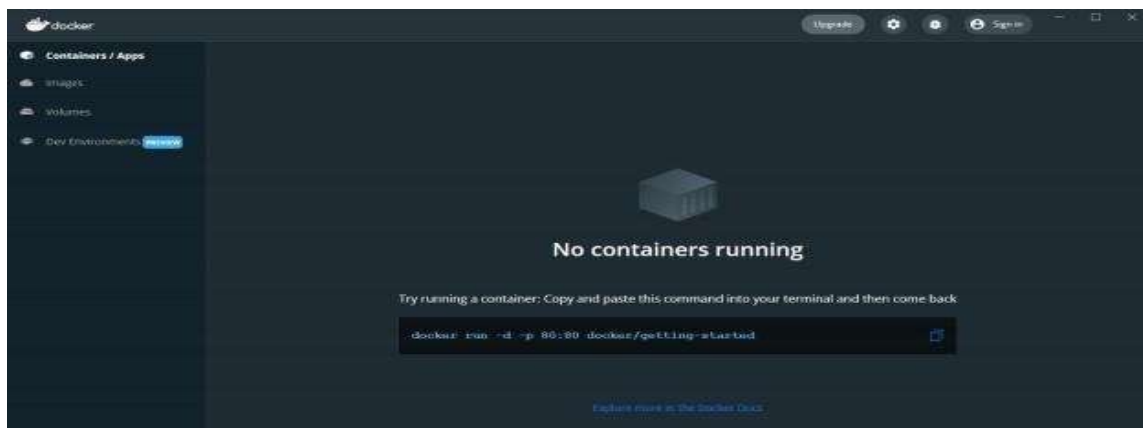 docker
Upgrade
Sign in
Containers / Apps
Images
Volumes
Dev Environments PREVIEW
No containers running
Try running a container: Copy and paste this command into your terminal and then come back
docker run -d -p 80:80 docker/getting-started
Explore more in the Docker Docs